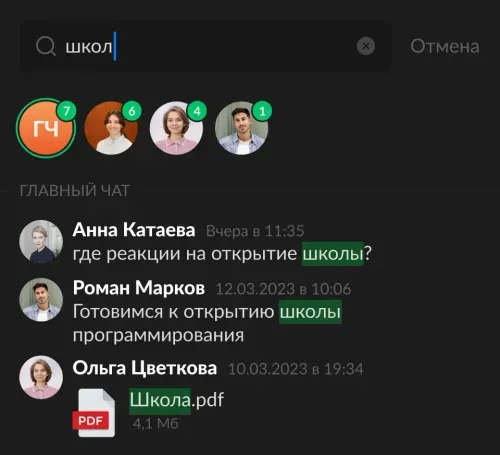 школ
Отмена
ГЧ 7 6 4 1
ГЛАВНЫЙ ЧАТ
Анна Катаева Вчера в 11:35
где реакции на открытие школы?
Роман Марков 12.03.2023 в 10:06
Готовимся к открытию школы
программирования
Ольга Цветкова 10.03.2023 в 19:34
Школа.pdf
PDF
4,1 Мб